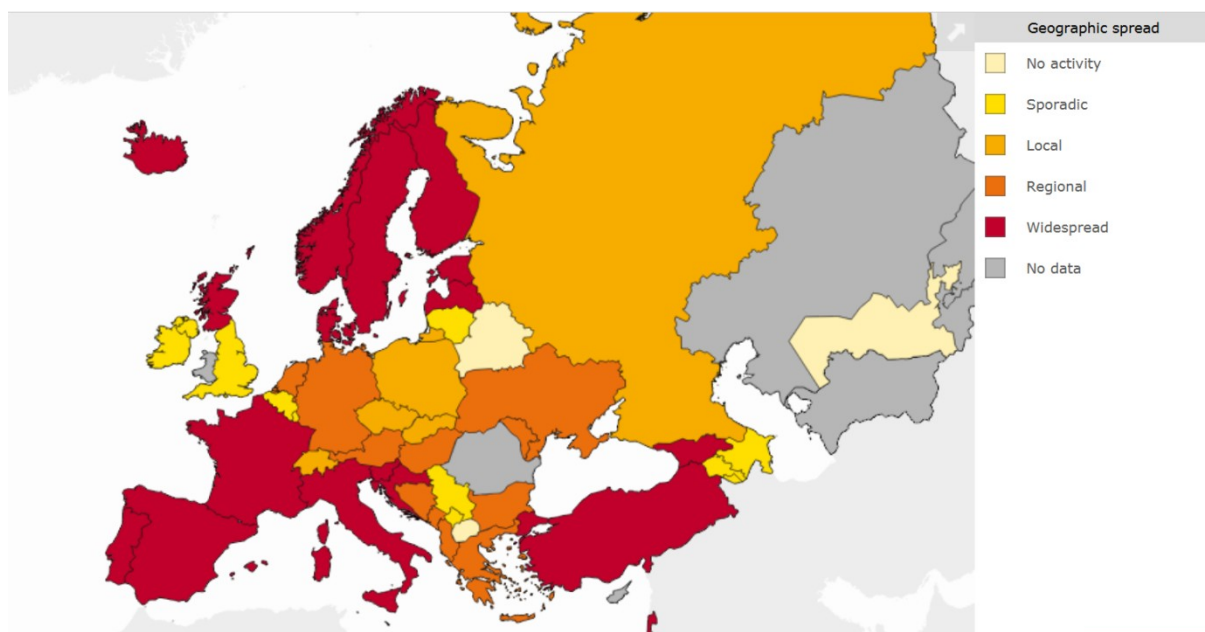 Geographic spread
No activity
Sporadic
Local
Regional
Widespread
No data